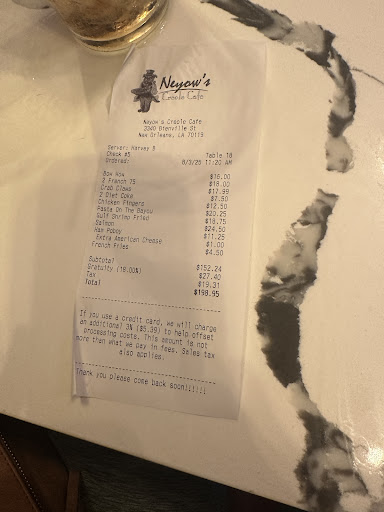 Neyow's
Creole Cafe
Neyow's Creole Cafe
3340 Bienville St
New Orleans, LA 70119
Server: Harvey B
Check #5 Table 18
Ordered: 8/3/25 11:20 AM
Bow Wow $16.00
2 French 75 $18.00
Crab Claws $17.99
2 Diet Coke $7.50
Chicken Fingers $12.50
Pasta On The Bayou $20.25
Gulf Shrimp Fried $18.75
Salmon $24.50
Ham Poboy $11.25
Extra American Cheese $1.00
French Fries $4.50
Subtotal $152.24
Gratuity (18.00%) $27.40
Tax $19.31
Total $198.95
If you use a credit card, we will charge
an additional 3% ($5.39) to help offset
processing costs. This amount is not
more than what we pay in fees. Sales tax
also applies.
Thank you please come back soon!!!!!!